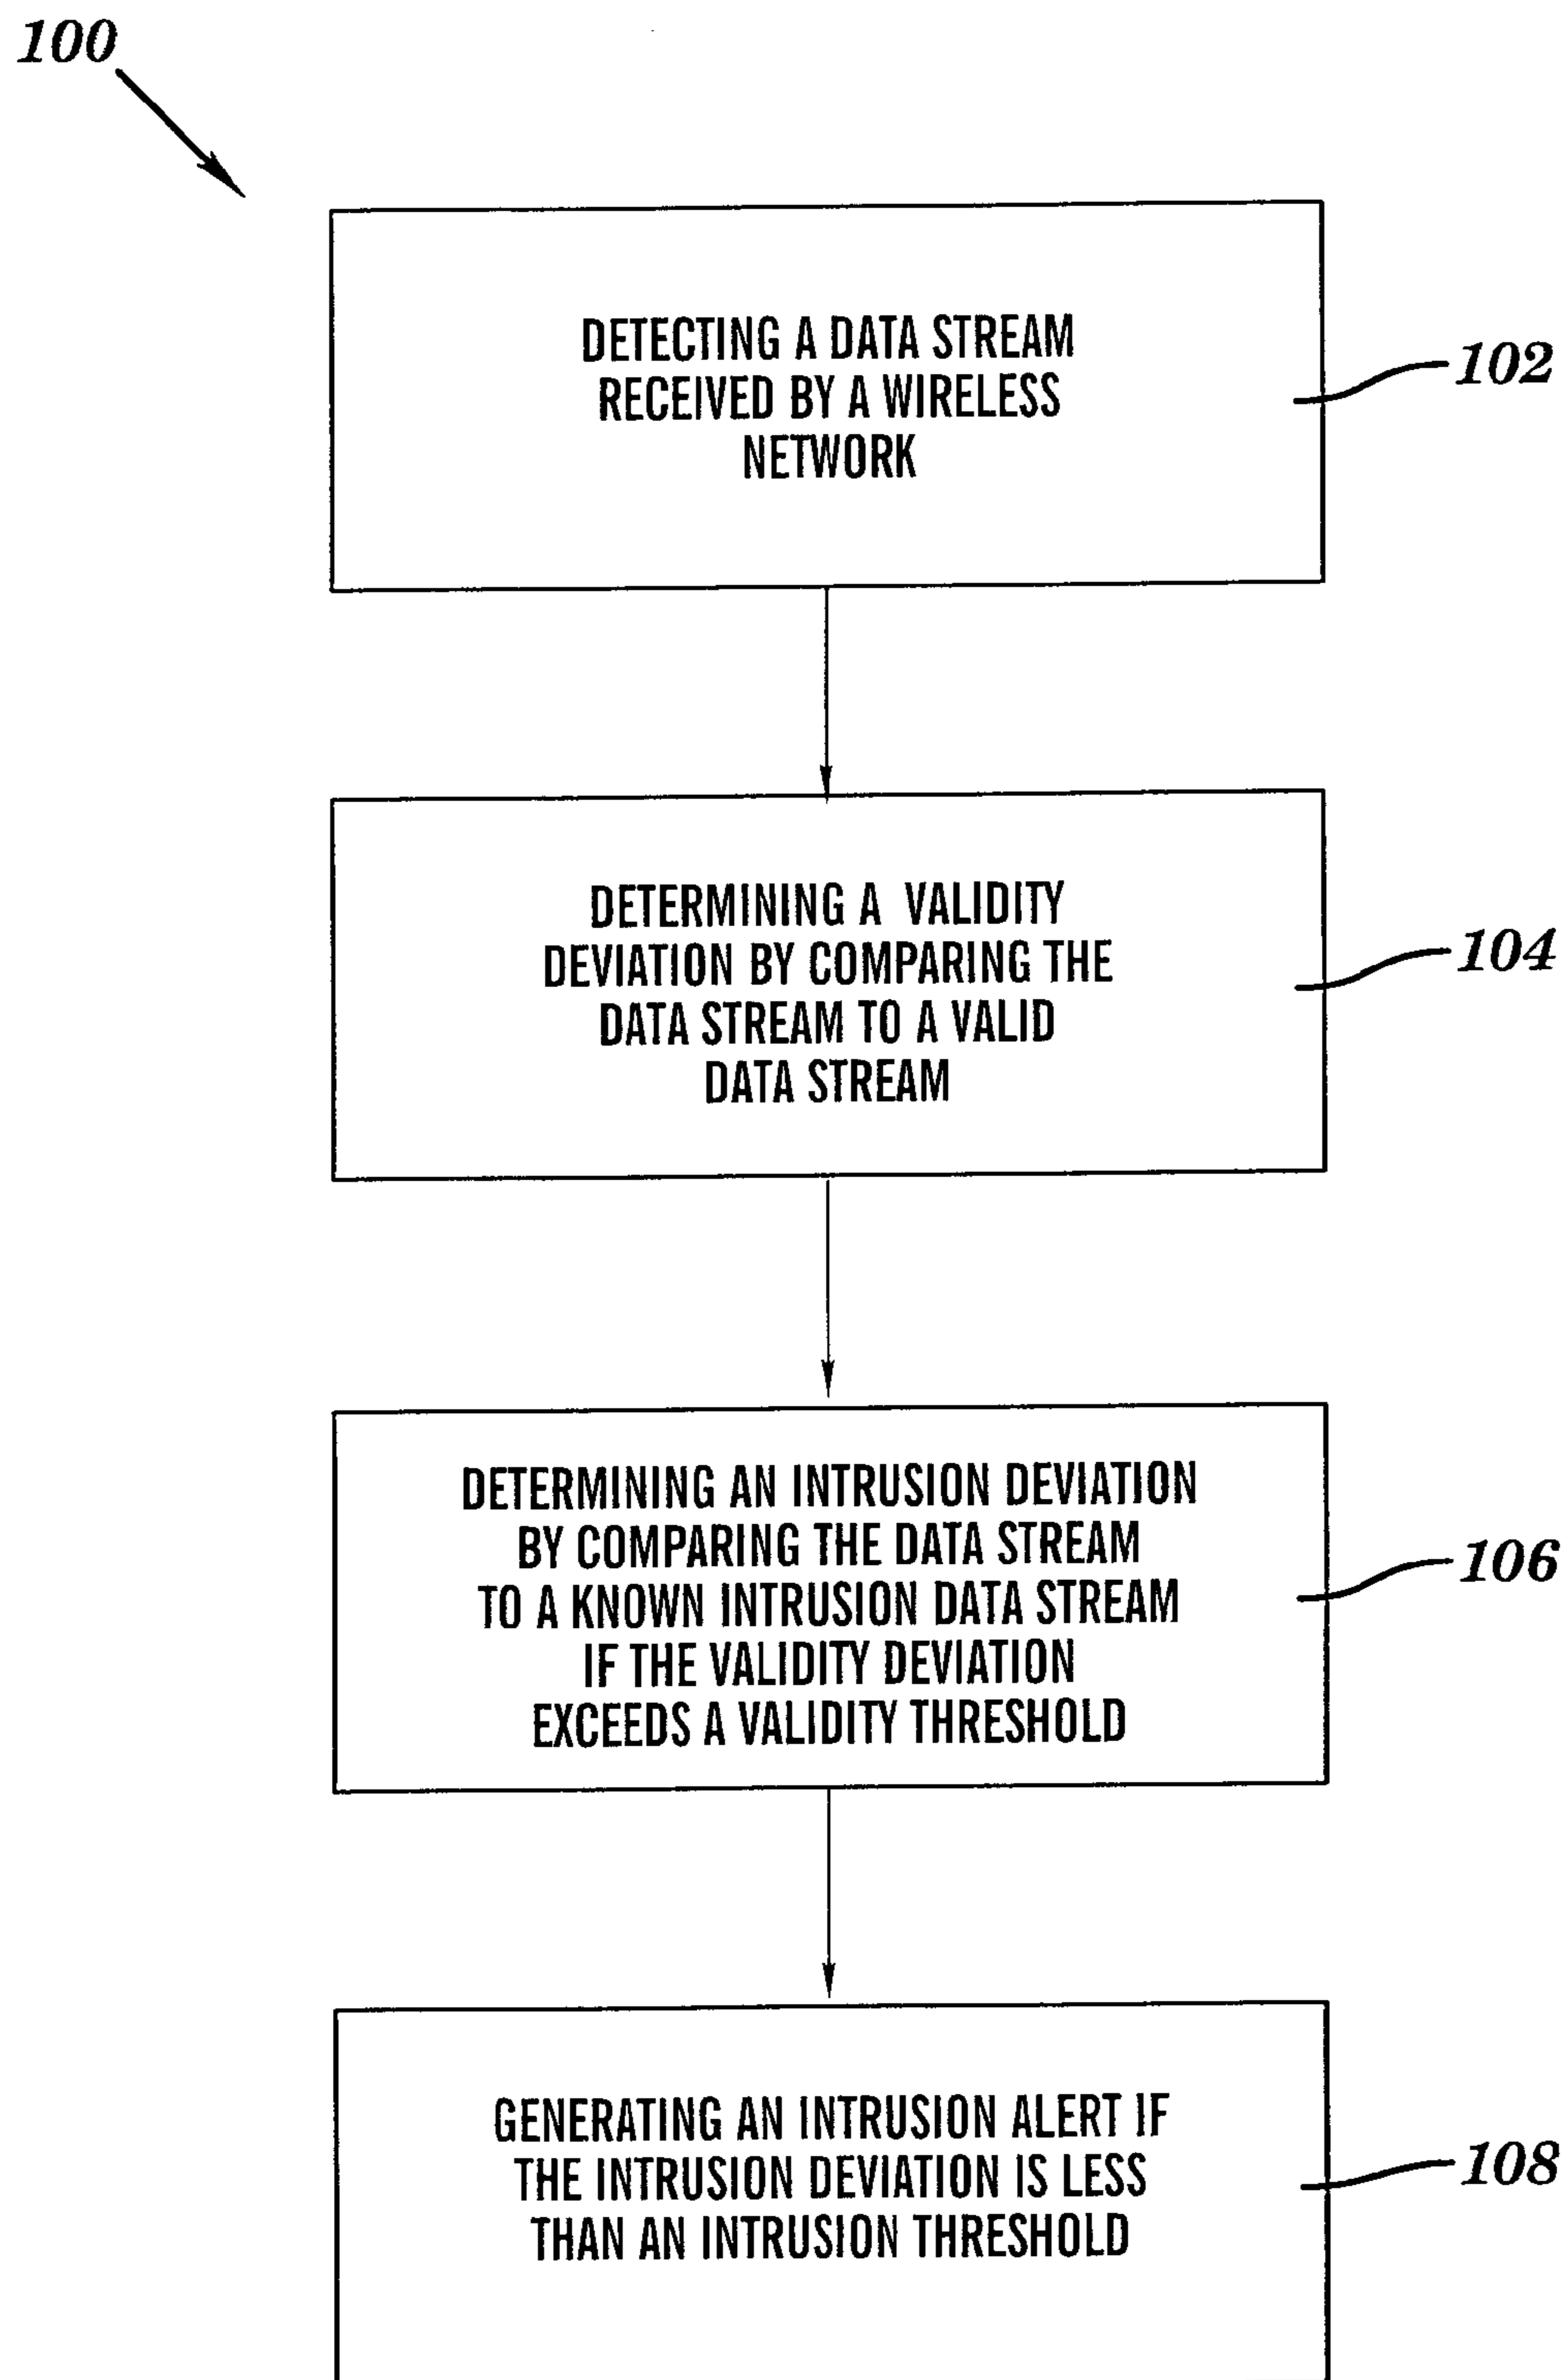 100
DETECTING A DATA STREAM
RECEIVED BY A WIRELESS
NETWORK
102
DETERMINING A VALIDITY
DEVIATION BY COMPARING THE
DATA STREAM TO A VALID
DATA STREAM
104
DETERMINING AN INTRUSION DEVIATION
BY COMPARING THE DATA STREAM
TO A KNOWN INTRUSION DATA STREAM
IF THE VALIDITY DEVIATION
EXCEEDS A VALIDITY THRESHOLD
106
GENERATING AN INTRUSION ALERT IF
THE INTRUSION DEVIATION IS LESS
THAN AN INTRUSION THRESHOLD
108